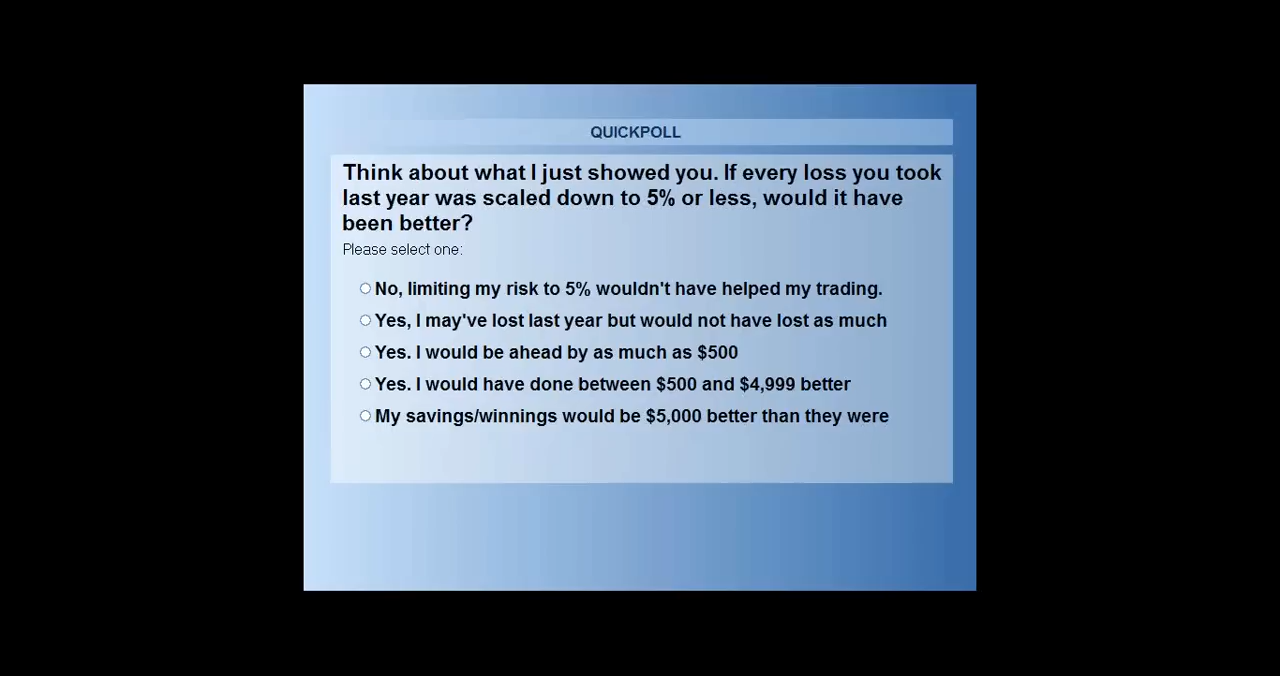 QUICKPOLL
Think about what I just showed you. If every loss you took
last year was scaled down to 5% or less, would it have
been better?
Please select one:
No, limiting my risk to 5% wouldn't have helped my trading.
Yes, I may've lost last year but would not have lost as much
Yes. I would be ahead by as much as $500
Yes. I would have done between $500 and $4,999 better
My savings/winnings would be $5,000 better than they were